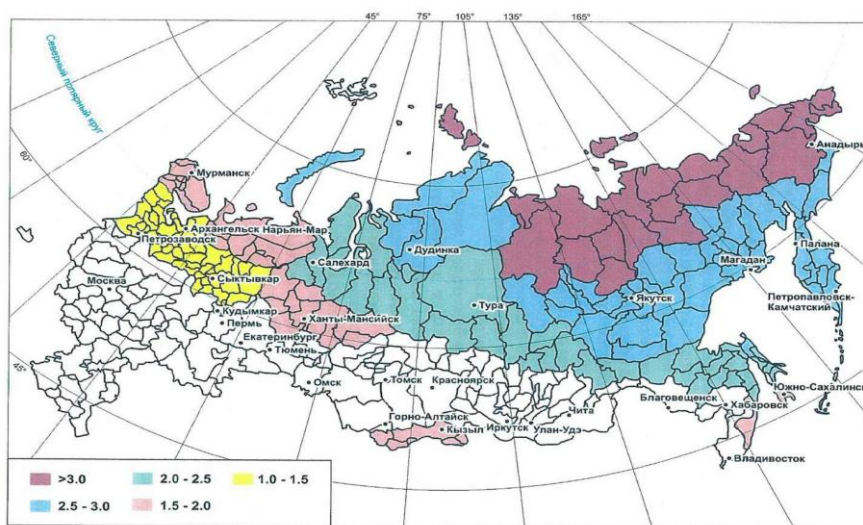 45° 75° 105° 135° 165°
Северный полярный круг
60°
Анадырь
Мурманск
Архангельск Нарьян-Мар
Петрозаводск
Дудинка
Палана
Салехард
Магадан
Москва
Сыктывкар
Якутск
Петропавловск-
Камчатский
Тура
Кудымкар
Ханты-Мансийск
Пермь
Екатеринбург
Тюмень
45°
Омск
Томск
Красноярск
Благовещенск
Южно-Сахалинск
Хабаровск
Чита
Горно-Алтайск
Кызыл
Иркутск
Улан-Удэ
Владивосток
>3.0
2.0 - 2.5
1.0 - 1.5
2.5 - 3.0
1.5 - 2.0